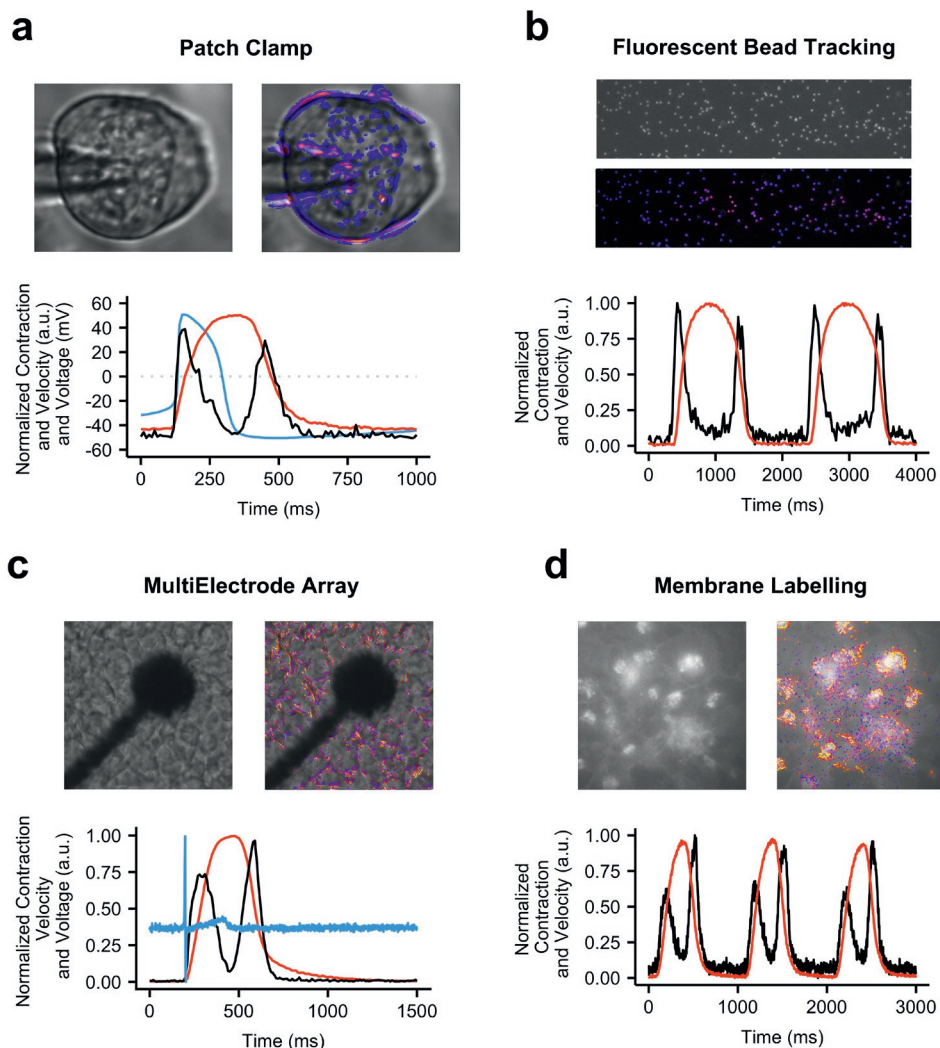 a
Patch Clamp
Normalized Contraction
and Velocity (a.u.)
and Voltage (mV)
60
40
20
0
-20
-40
-60
0
250
500
750
1000
Time (ms)
b
Fluorescent Bead Tracking
Normalized
Contraction
and Velocity (a.u.)
1.00
0.75
0.50
0.25
0.00
0
1000
2000
3000
4000
Time (ms)
c
MultiElectrode Array
Normalized Contraction
Velocity
and Voltage (a.u.)
1.00
0.75
0.50
0.25
0.00
0
500
1000
1500
Time (ms)
d
Membrane Labelling
Normalized
Contraction
and Velocity (a.u.)
1.00
0.75
0.50
0.25
0.00
0
1000
2000
3000
Time (ms)